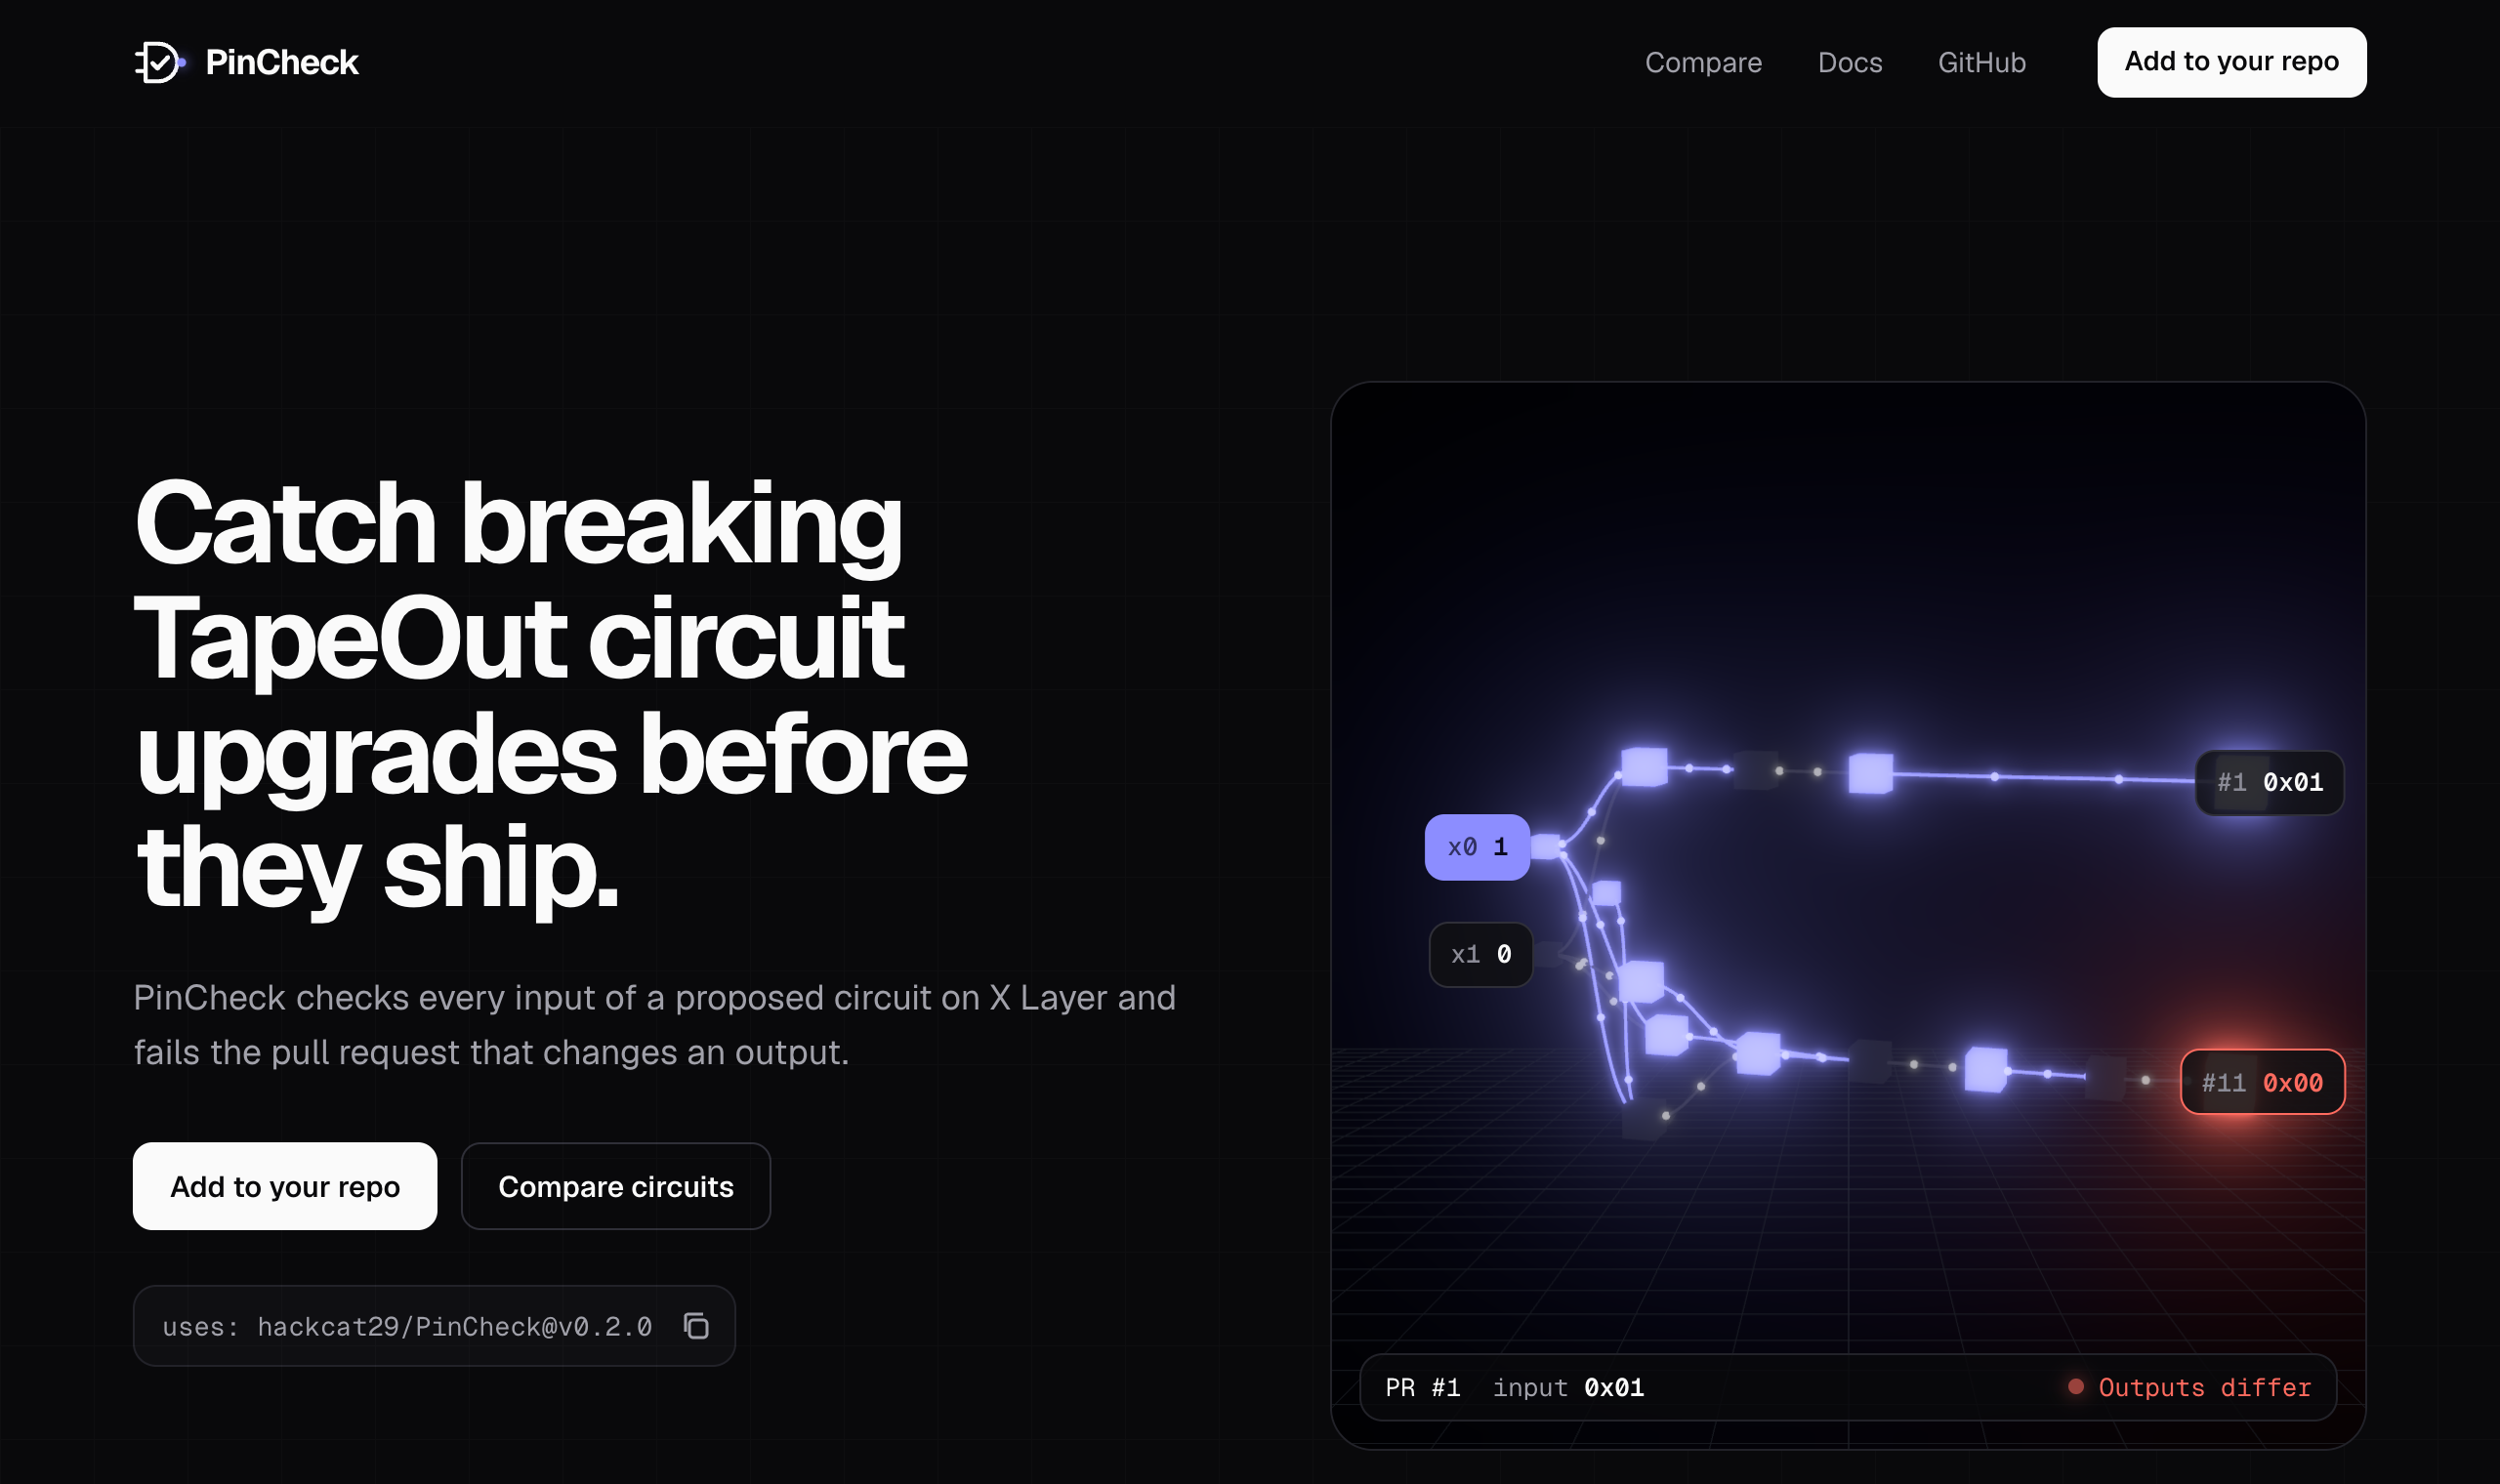 PinCheck
Compare
Docs
GitHub
Add to your repo
Catch breaking
TapeOut circuit
upgrades before
they ship.
PinCheck checks every input of a proposed circuit on X Layer and
fails the pull request that changes an output.
Add to your repo
Compare circuits
uses: hackcat29/PinCheck@v0.2.0
#1 0x01
x0 1
x1 0
#11 0x00
PR #1 input 0x01
Outputs differ